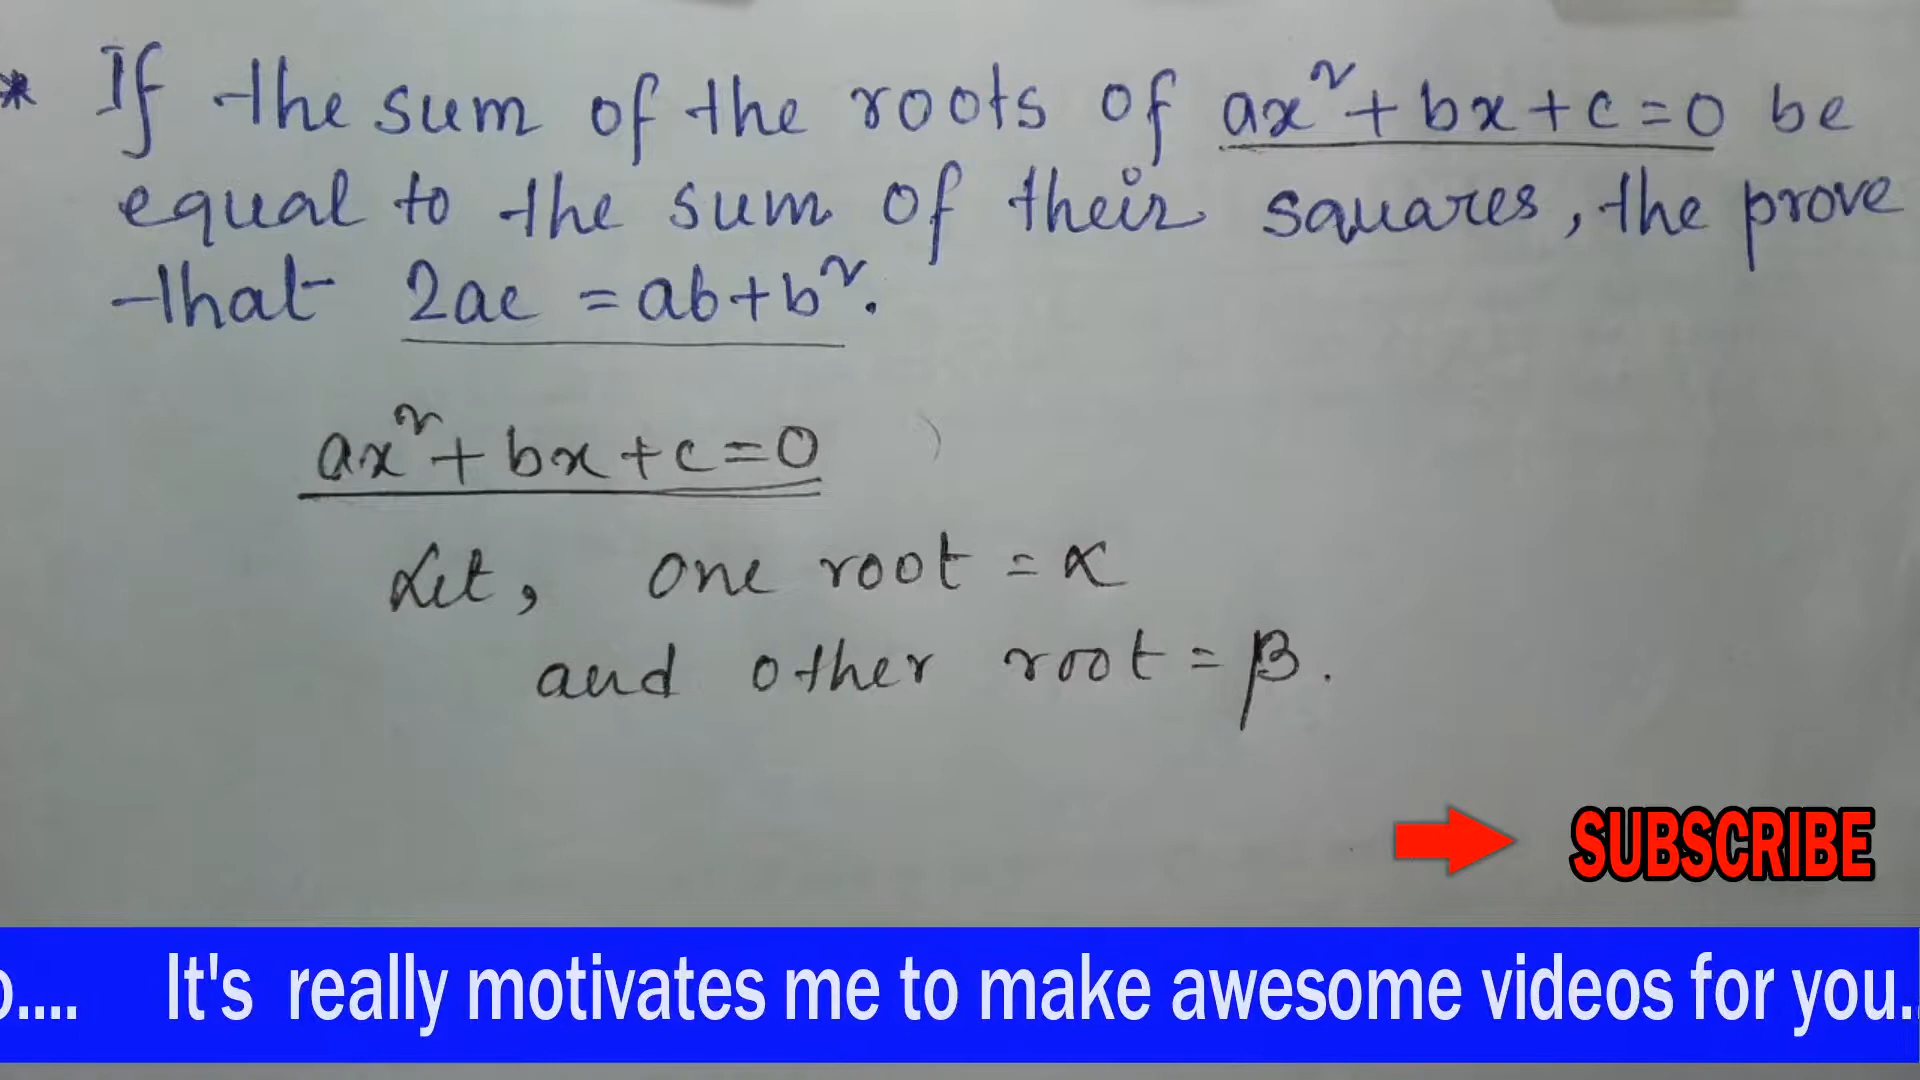 * If the sum of the roots of ax² + bx + c = 0 be
equal to the sum of their squares, the prove
that 2ac = ab + b².
ax² + bx + c = 0
Let, one root = α
and other root = β.
SUBSCRIBE
.... It's really motivates me to make awesome videos for you..